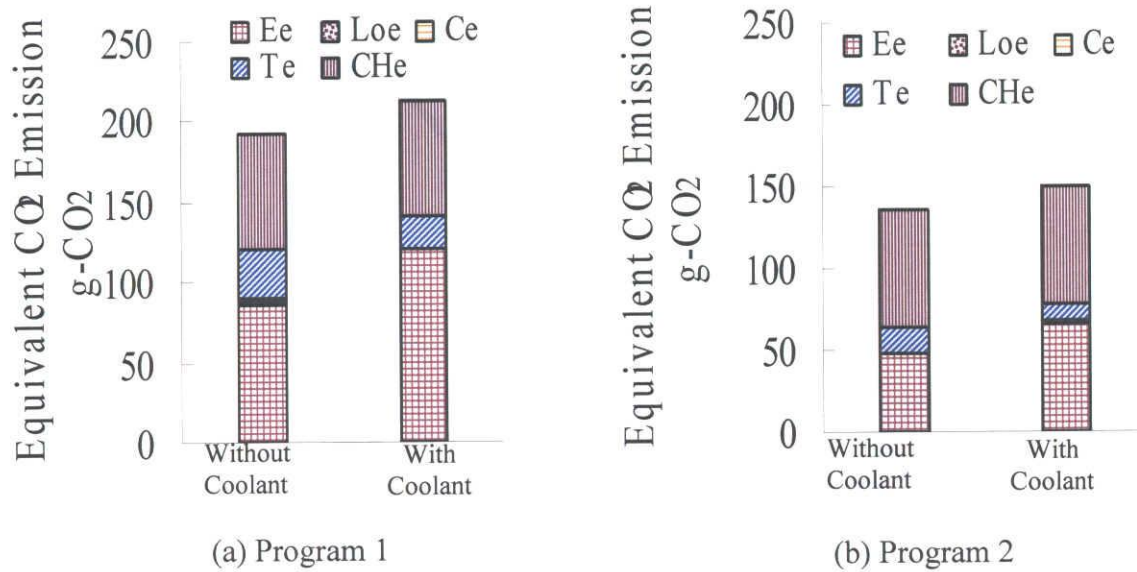 Equivalent CO2 Emission
g-CO2
250
200
150
100
50
0
Ee Loe Ce
Te CHe
Without
Coolant
With
Coolant
(a) Program 1
Equivalent CO2 Emission
g-CO2
250
200
150
100
50
0
Ee Loe Ce
Te CHe
Without
Coolant
With
Coolant
(b) Program 2